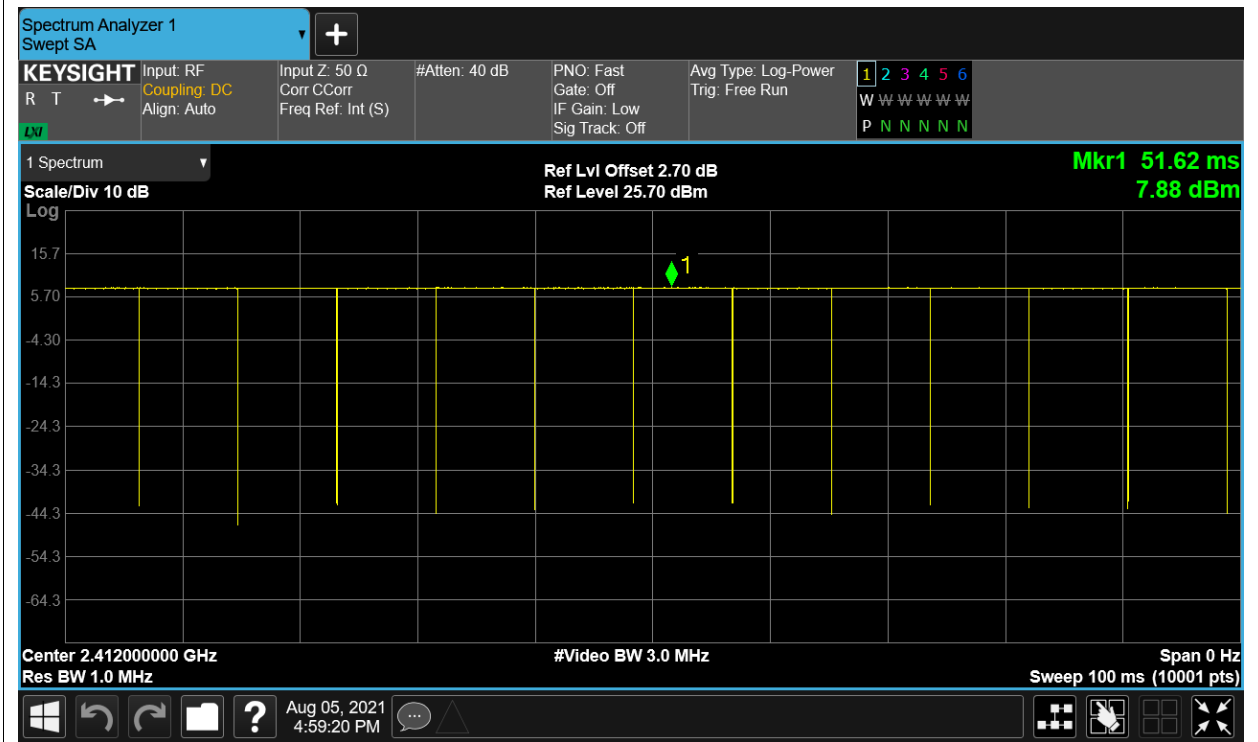 Spectrum Analyzer 1
Swept SA
KEYSIGHT
R T
LXI
Input: RF
Coupling: DC
Align: Auto
Input Z: 50 Ω
Corr CCorr
Freq Ref: Int (S)
#Atten: 40 dB
PNO: Fast
Gate: Off
IF Gain: Low
Sig Track: Off
Avg Type: Log-Power
Trig: Free Run
1 2 3 4 5 6
W W W W W W
P N N N N N
1 Spectrum
Scale/Div 10 dB
Ref Lvl Offset 2.70 dB
Ref Level 25.70 dBm
Mkr1 51.62 ms
7.88 dBm
Log
15.7
1
5.70
-4.30
-14.3
-24.3
-34.3
-44.3
-54.3
-64.3
Center 2.412000000 GHz
#Video BW 3.0 MHz
Span 0 Hz
Res BW 1.0 MHz
Sweep 100 ms (10001 pts)
?
Aug 05, 2021
4:59:20 PM